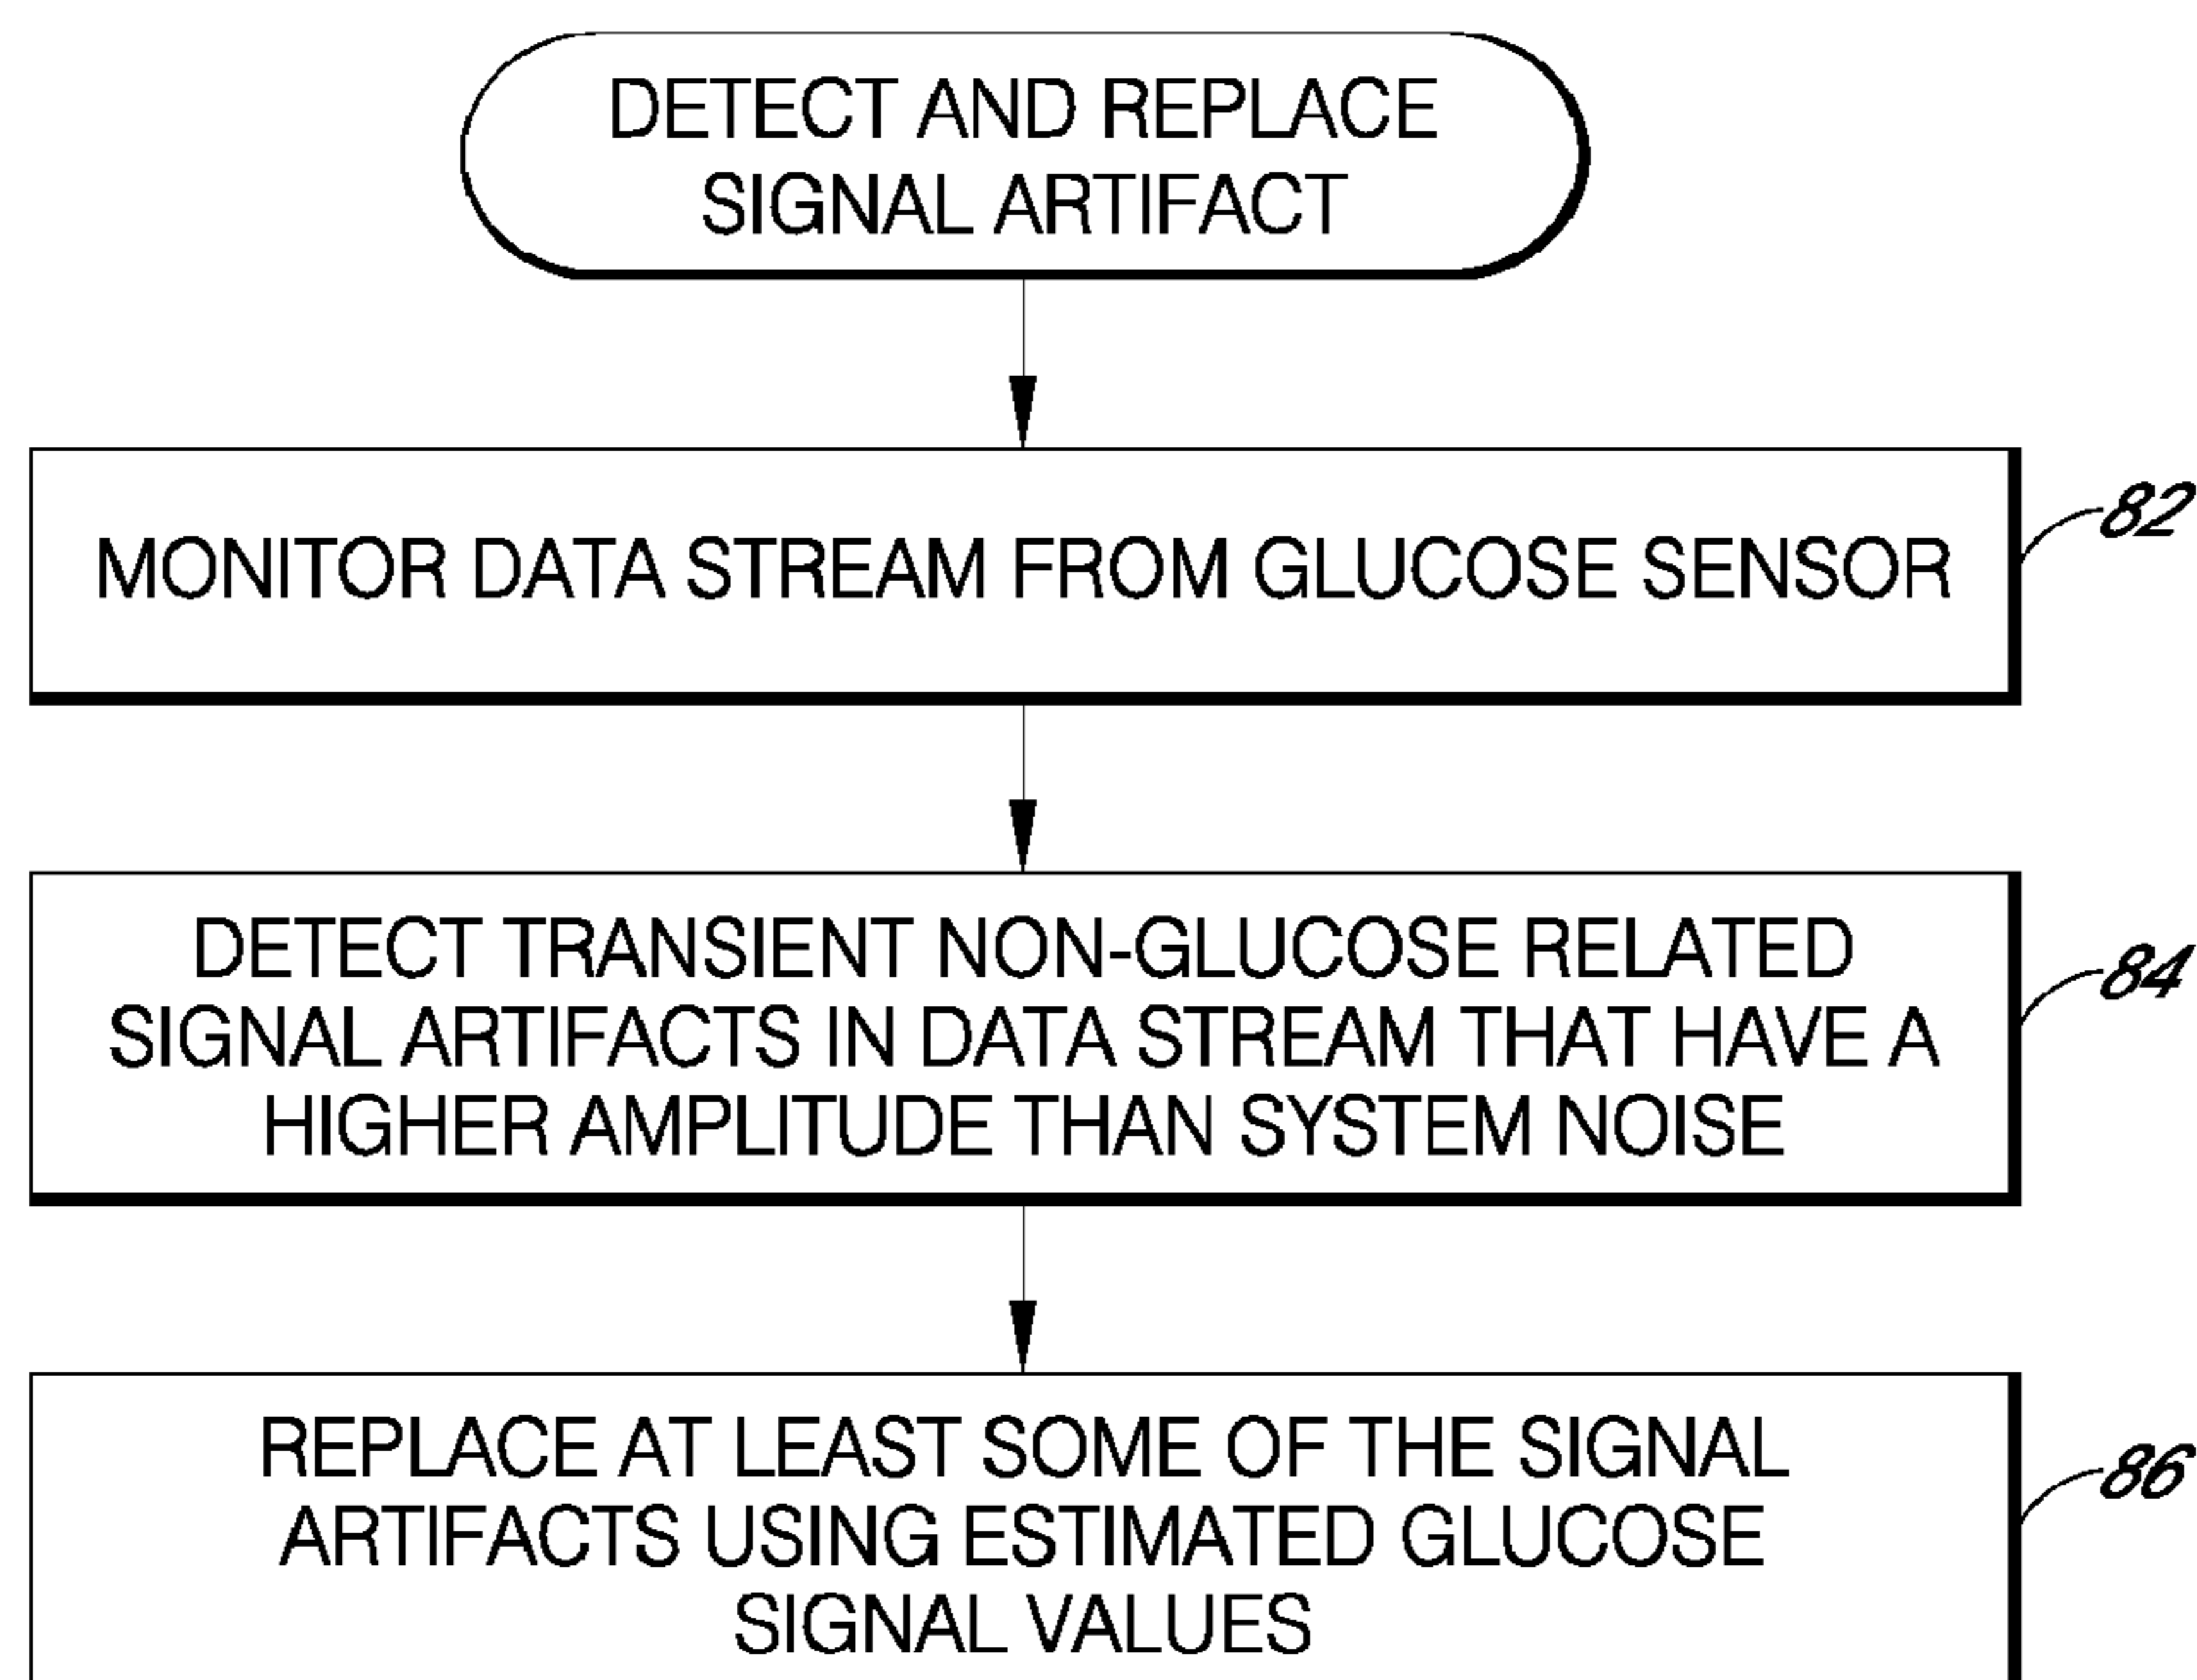 DETECT AND REPLACE
SIGNAL ARTIFACT
MONITOR DATA STREAM FROM GLUCOSE SENSOR
82
DETECT TRANSIENT NON-GLUCOSE RELATED
SIGNAL ARTIFACTS IN DATA STREAM THAT HAVE A
HIGHER AMPLITUDE THAN SYSTEM NOISE
84
REPLACE AT LEAST SOME OF THE SIGNAL
ARTIFACTS USING ESTIMATED GLUCOSE
SIGNAL VALUES
86